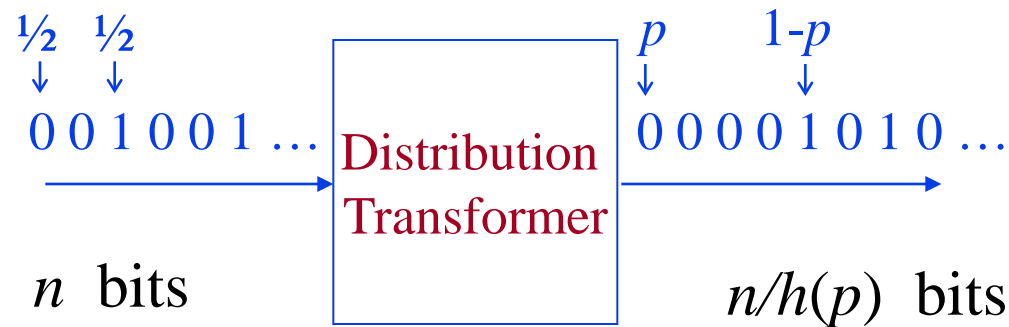 ½ ½ p 1-p
0 0 1 0 0 1 … 0 0 0 0 1 0 1 0 …
Distribution
Transformer
n bits n/h(p) bits